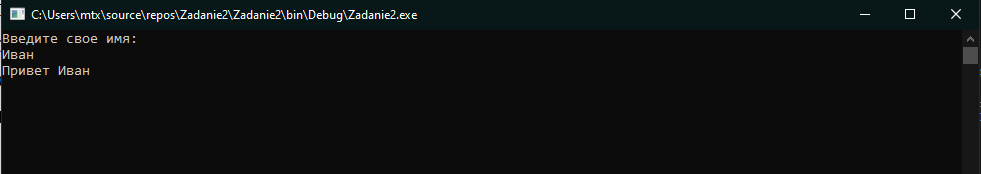 C:\Users\mtx\source\repos\Zadanie2\Zadanie2\bin\Debug\Zadanie2.exe
Введите свое имя:
Иван
Привет Иван